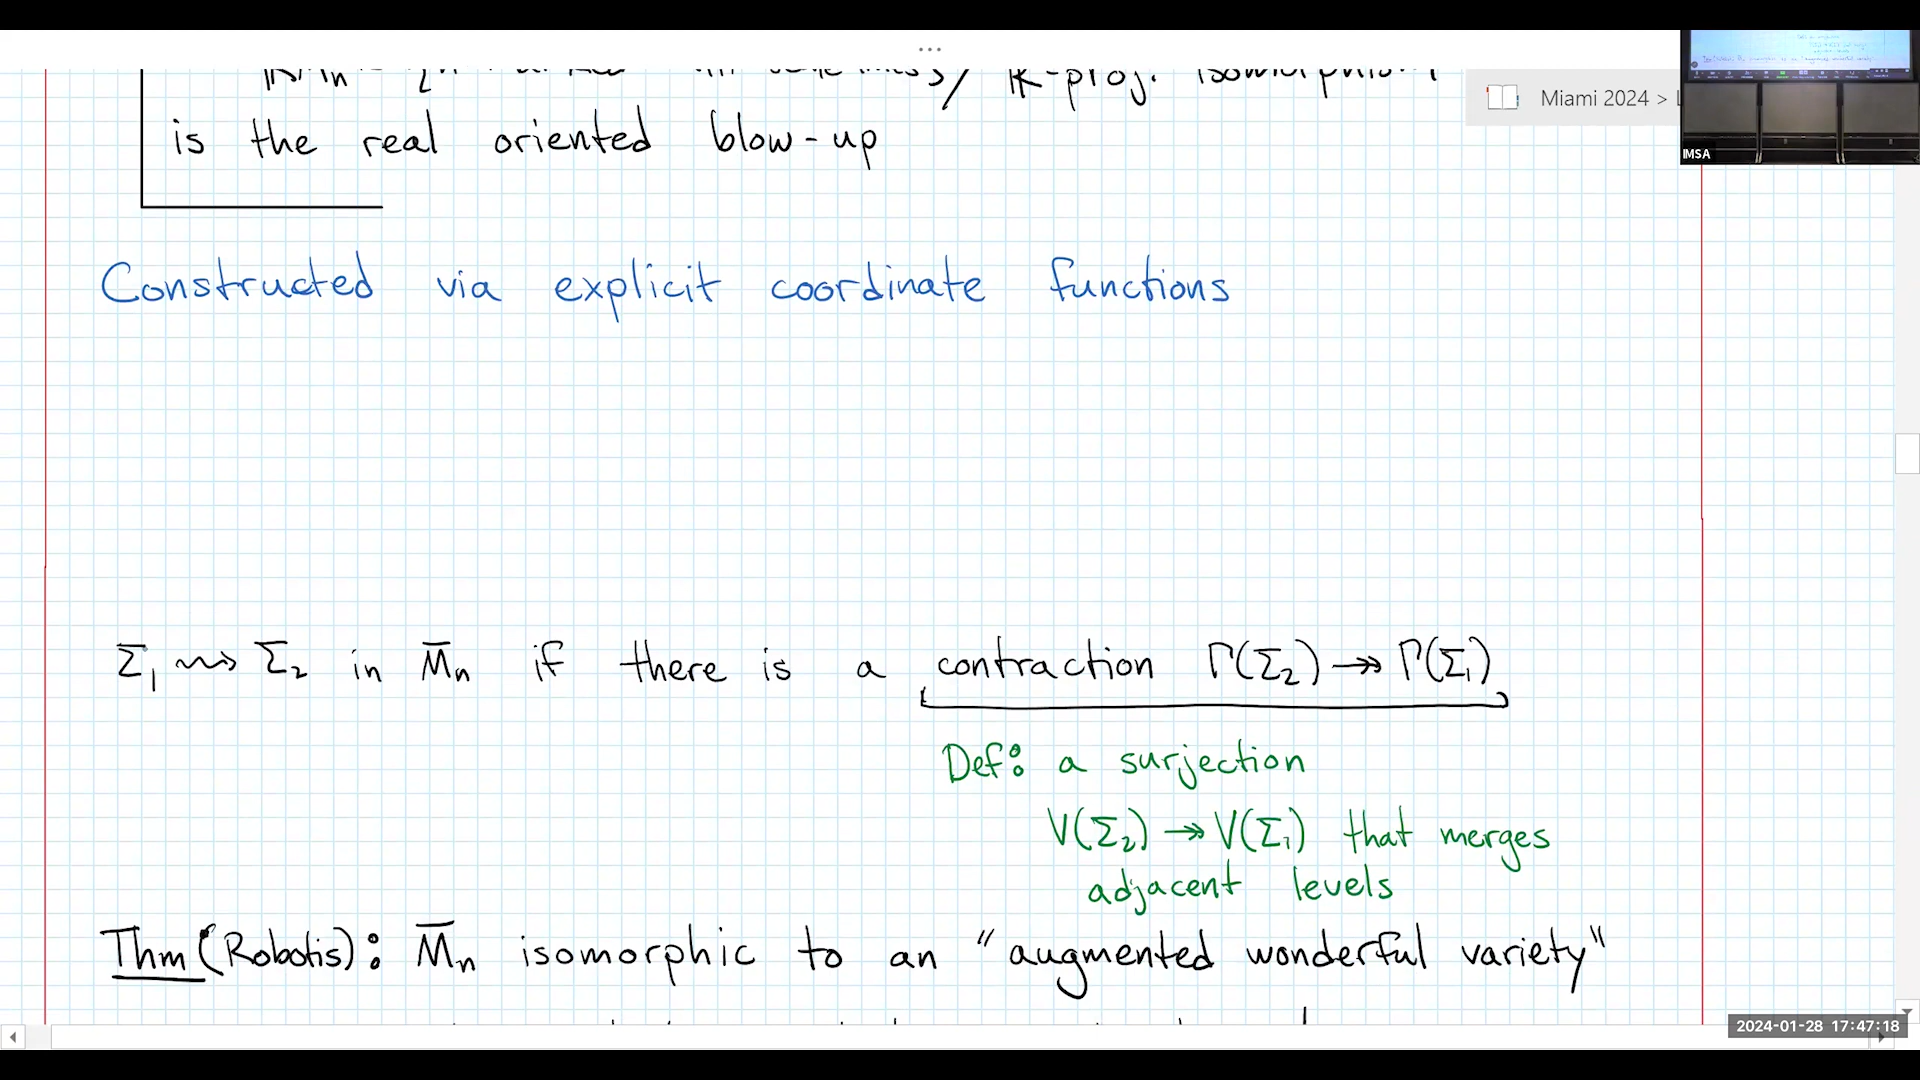 R-proj. isomorphism
Miami 2024 > L
is the real oriented blow-up
IMSA
Constructed via explicit coordinate functions
Σ₁ ⇝ Σ₂ in M̄ₙ if there is a contraction Γ(Σ₂) ↠ Γ(Σ₁)
Def: a surjection
V(Σ₂) ↠ V(Σ₁) that merges
adjacent levels
Thm (Robotis): M̄ₙ isomorphic to an "augmented wonderful variety"
2024-01-28 17:47:18